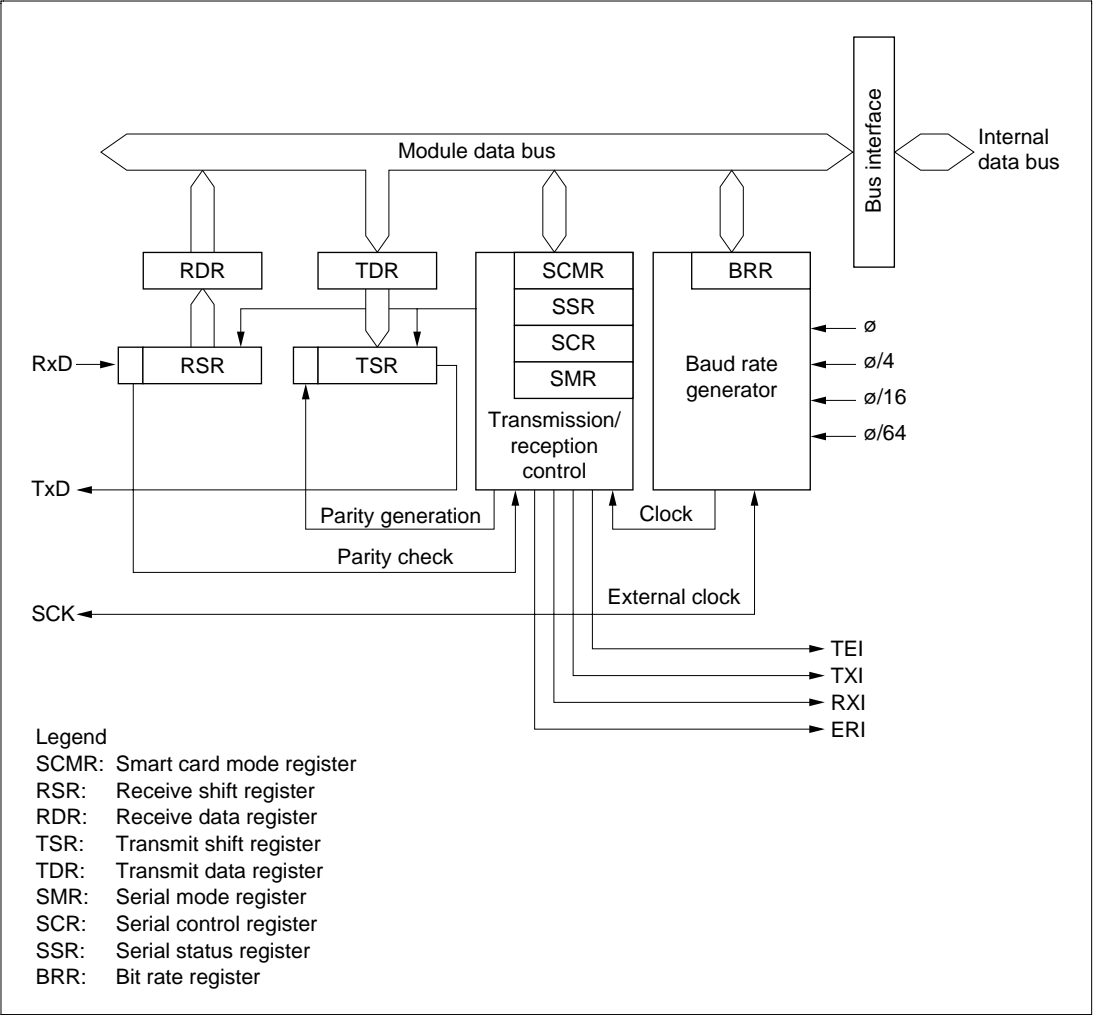 Bus interface
Internal
data bus
Module data bus
RDR
TDR
SCMR
BRR
SSR
SCR
SMR
RxD
RSR
TSR
Baud rate
generator
ø
ø/4
ø/16
ø/64
Transmission/
reception
control
TxD
Parity generation
Clock
Parity check
External clock
SCK
TEI
TXI
RXI
ERI
Legend
SCMR: Smart card mode register
RSR: Receive shift register
RDR: Receive data register
TSR: Transmit shift register
TDR: Transmit data register
SMR: Serial mode register
SCR: Serial control register
SSR: Serial status register
BRR: Bit rate register